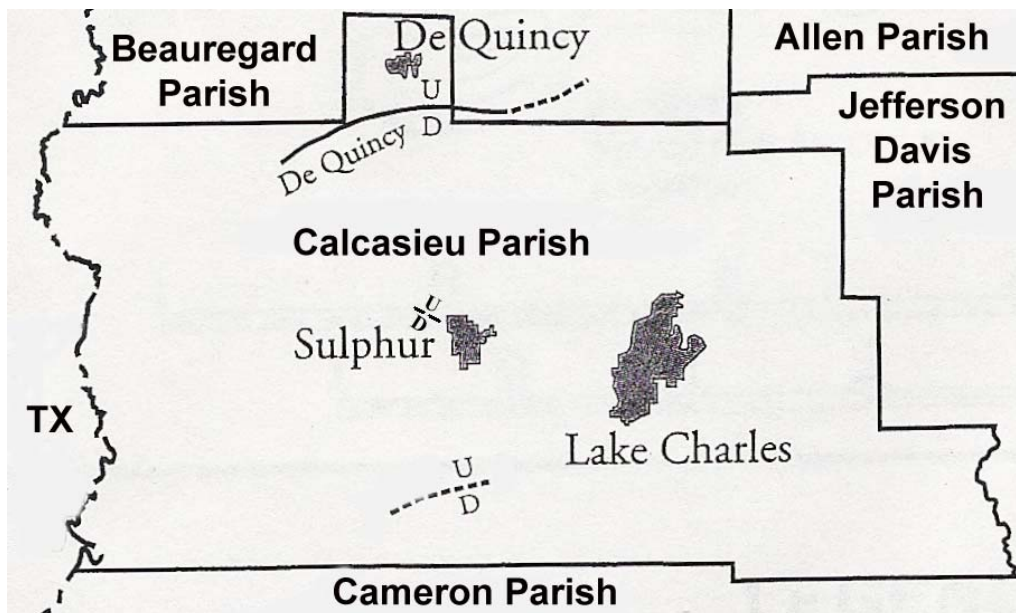 De Quincy
Allen Parish
Beauregard
Parish
U
D
De Quincy
Jefferson
Davis
Parish
Calcasieu Parish
U
D
Sulphur
TX
Lake Charles
U
D
Cameron Parish